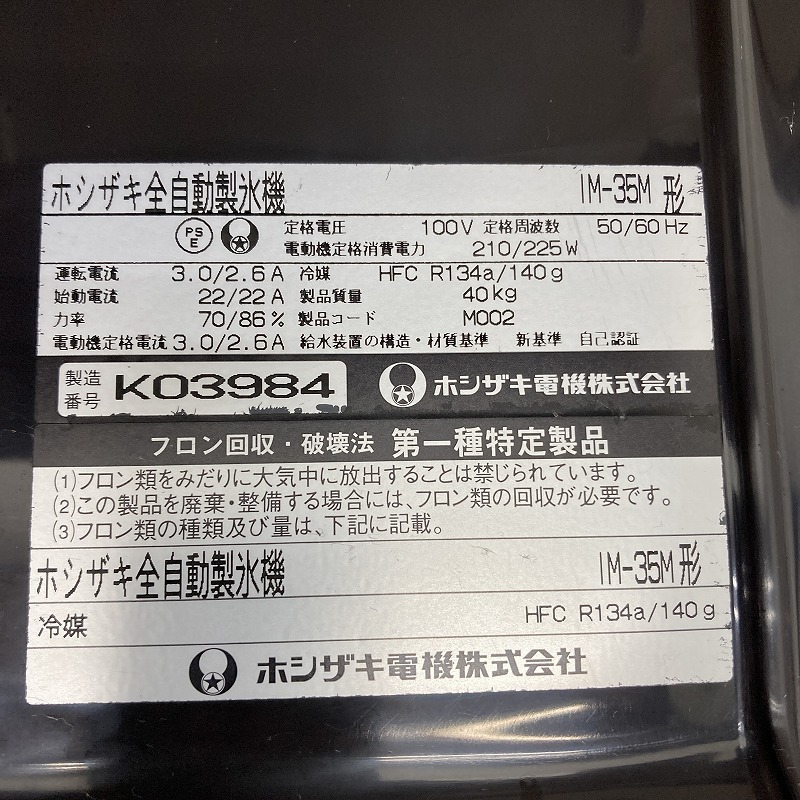 ホシザキ全自動製氷機 IM-35M 形
PS E 定格電圧 100V 定格周波数 50/60Hz
電動機定格消費電力 210/225W
運転電流 3.0/2.6A 冷媒 HFC R134a/140g
始動電流 22/22A 製品質量 40kg
力率 70/86% 製品コード M002
電動機定格電流 3.0/2.6A 給水装置の構造・材質基準 新基準 自己認証
製造番号 K03984 ホシザキ電機株式会社
フロン回収・破壊法 第一種特定製品
(1)フロン類をみだりに大気中に放出することは禁じられています。
(2)この製品を廃棄・整備する場合には、フロン類の回収が必要です。
(3)フロン類の種類及び量は、下記に記載。
ホシザキ全自動製氷機 IM-35M 形
冷媒 HFC R134a/140g
ホシザキ電機株式会社